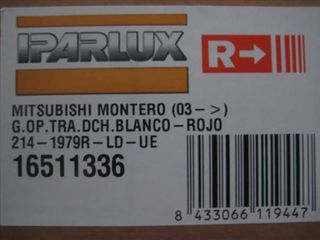 IPARLUX
R
MITSUBISHI MONTERO (03->)
G.OP.TRA.DCH.BLANCO-ROJO
214-1979R-LD-UE
16511336
8 433066 119447